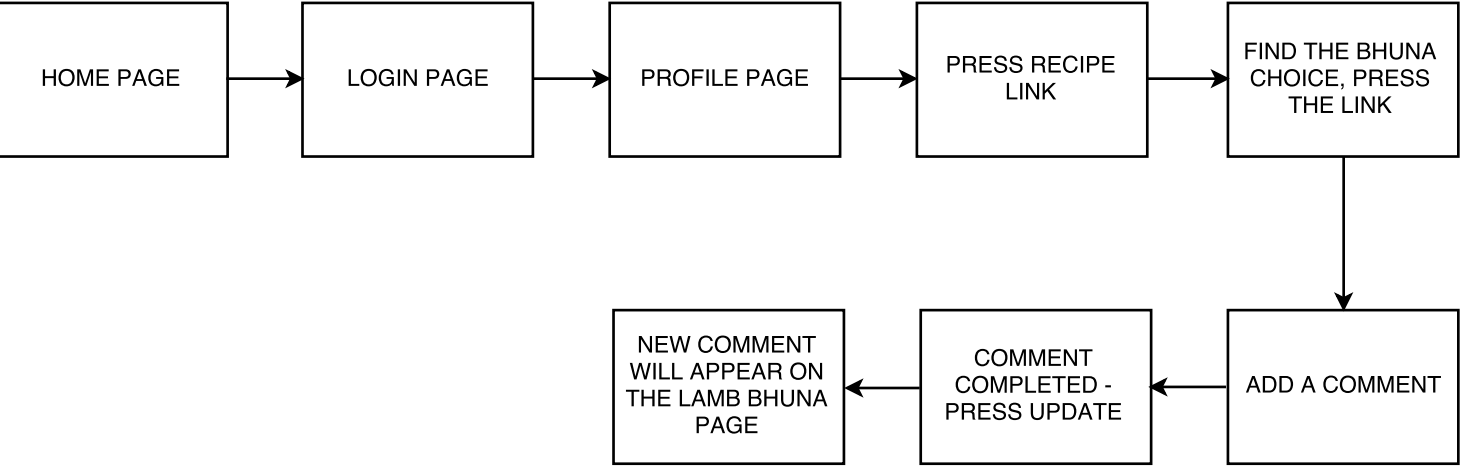 HOME PAGE
LOGIN PAGE
PROFILE PAGE
PRESS RECIPE
LINK
FIND THE BHUNA
CHOICE, PRESS
THE LINK
ADD A COMMENT
COMMENT
COMPLETED -
PRESS UPDATE
NEW COMMENT
WILL APPEAR ON
THE LAMB BHUNA
PAGE